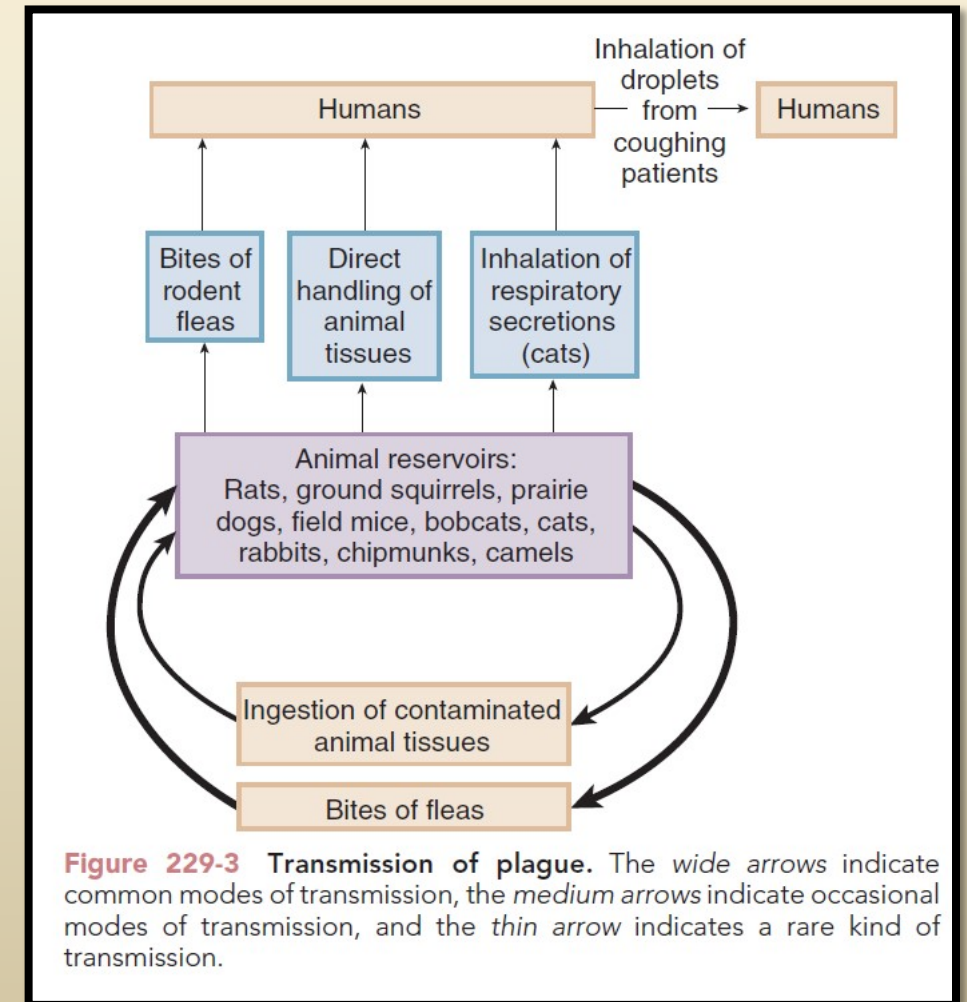 Inhalation of
droplets
from
coughing
patients
Humans
Humans
Bites of
rodent
fleas
Direct
handling of
animal
tissues
Inhalation of
respiratory
secretions
(cats)
Animal reservoirs:
Rats, ground squirrels, prairie
dogs, field mice, bobcats, cats,
rabbits, chipmunks, camels
Ingestion of contaminated
animal tissues
Bites of fleas
Figure 229-3 Transmission of plague. The wide arrows indicate
common modes of transmission, the medium arrows indicate occasional
modes of transmission, and the thin arrow indicates a rare kind of
transmission.